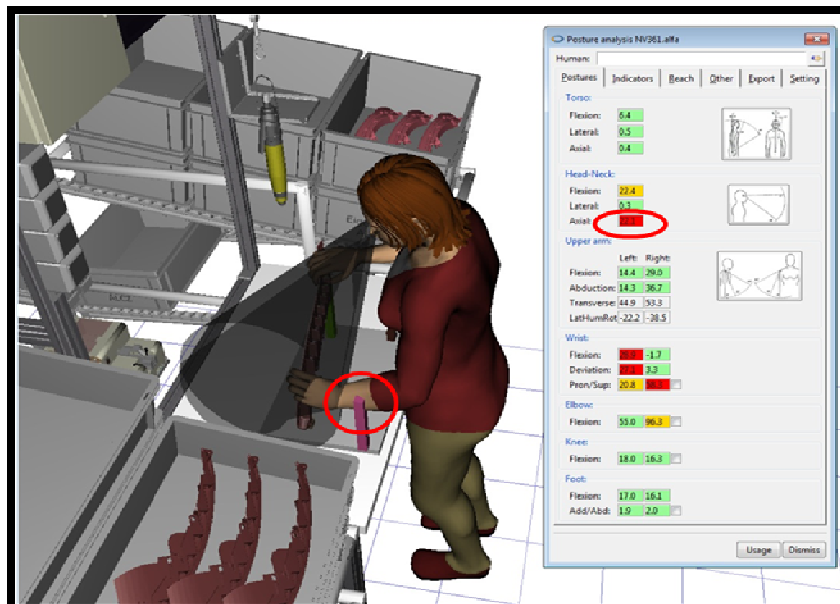 Posture analysis NV361.alfa
Human:
Postures Indicators Reach Other Export Setting
Torso:
Flexion: 6.4
Lateral: 0.5
Axial: 0.4
Head-Neck:
Flexion: 22.4
Lateral: 6.3
Axial:
Upper arm:
Left: Right:
Flexion: 14.4 29.0
Abduction: 14.3 36.7
Transverse: 44.9 53.3
LatHumRot -22.2 -38.5
Wrist:
Flexion: -1.7
Deviation: 3.3
Pron/Sup: 20.8
Elbow:
Flexion: 55.0 96.3
Knee:
Flexion: 18.0 16.3
Foot:
Flexion: 17.0 16.1
Add/Abd: 1.9 2.0
Usage Dismiss